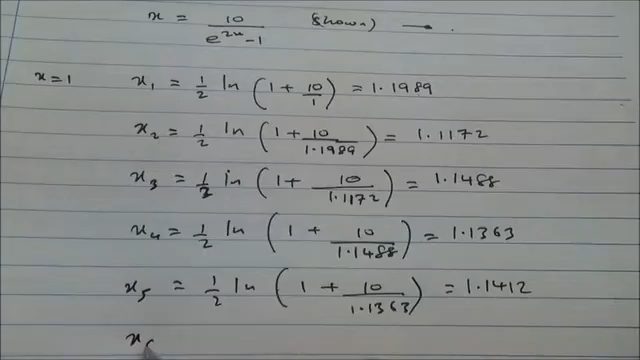 x = 10/(e^(2x) - 1) (shown) → .
x = 1 x₁ = 1/2 ln (1 + 10/1) = 1.1989
x₂ = 1/2 ln (1 + 10/1.1989) = 1.1172
x₃ = 1/2 ln (1 + 10/1.1172) = 1.1488
x₄ = 1/2 ln (1 + 10/1.1488) = 1.1363
x₅ = 1/2 ln (1 + 10/1.1363) = 1.1412
x